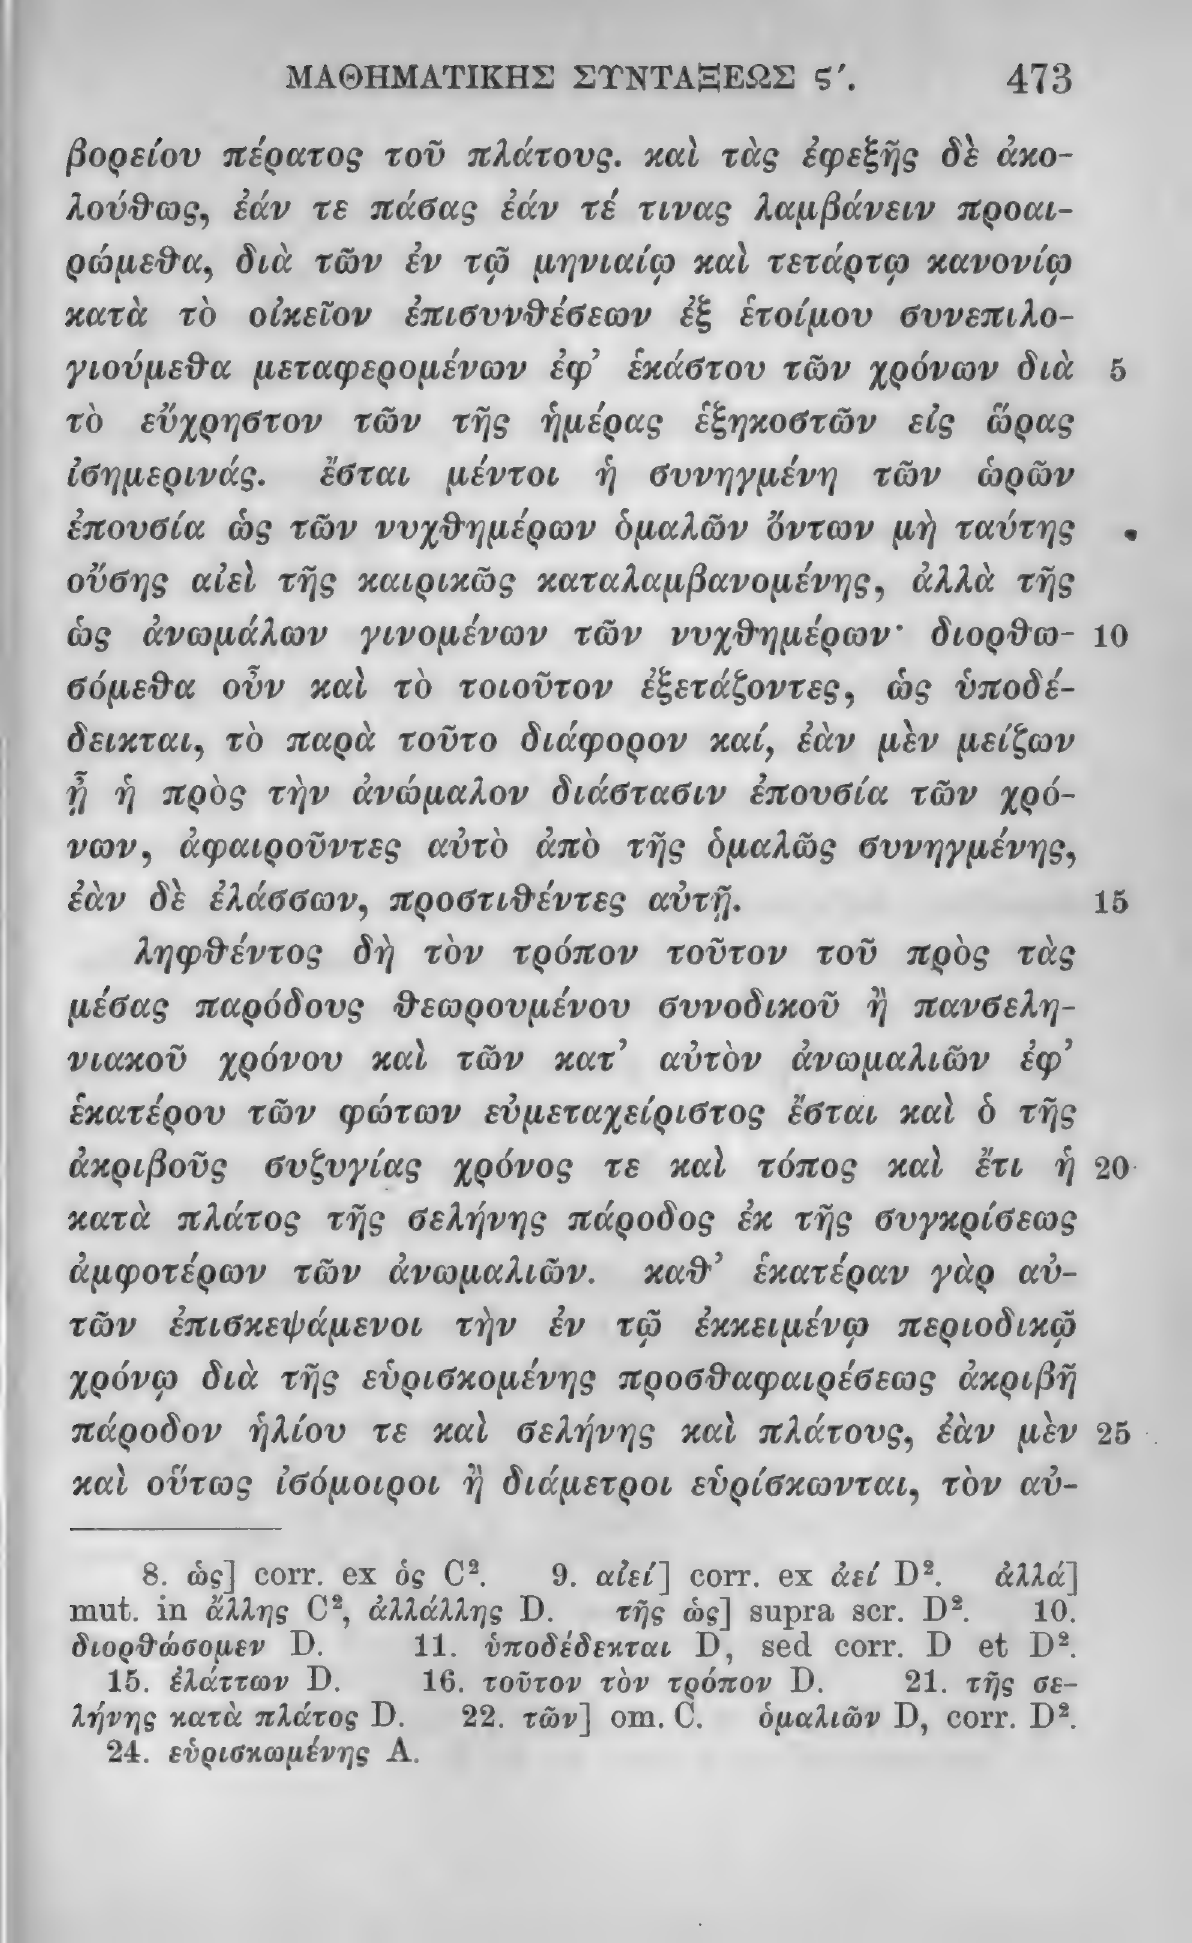 ΜΑΘΗΜΑΤΙΚΗΣ ΣΥΝΤΑΞΕΩΣ ϛ′. 473
βορείου πέρατος τοῦ πλάτους. καὶ τὰς ἐφεξῆς δὲ ἀκο-
λούθως, ἐάν τε πάσας ἐάν τέ τινας λαμβάνειν προαι-
ρώμεθα, διὰ τῶν ἐν τῷ μηνιαίῳ καὶ τετάρτῳ κανονίῳ
κατὰ τὸ οἰκεῖον ἐπισυνθέσεων ἐξ ἑτοίμου συνεπιλο-
γιούμεθα μεταφερομένων ἐφ’ ἑκάστου τῶν χρόνων διὰ 5
τὸ εὔχρηστον τῶν τῆς ἡμέρας ἑξηκοστῶν εἰς ὥρας
ἰσημερινάς. ἔσται μέντοι ἡ συνηγμένη τῶν ὡρῶν
ἐπουσία ὡς τῶν νυχθημέρων ὁμαλῶν ὄντων μὴ ταύτης
οὔσης αἰεὶ τῆς καιρικῶς καταλαμβανομένης, ἀλλὰ τῆς
ὡς ἀνωμάλων γινομένων τῶν νυχθημέρων· διορθω- 10
σόμεθα οὖν καὶ τὸ τοιοῦτον ἐξετάζοντες, ὡς ὑποδέ-
δεικται, τὸ παρὰ τοῦτο διάφορον καί, ἐὰν μὲν μείζων
ᾖ ἡ πρὸς τὴν ἀνώμαλον διάστασιν ἐπουσία τῶν χρό-
νων, ἀφαιροῦντες αὐτὸ ἀπὸ τῆς ὁμαλῶς συνηγμένης,
ἐὰν δὲ ἐλάσσων, προστιθέντες αὐτῇ. 15
ληφθέντος δὴ τὸν τρόπον τοῦτον τοῦ πρὸς τὰς
μέσας παρόδους θεωρουμένου συνοδικοῦ ἢ πανσελη-
νιακοῦ χρόνου καὶ τῶν κατ’ αὐτὸν ἀνωμαλιῶν ἐφ’
ἑκατέρου τῶν φώτων εὐμεταχείριστος ἔσται καὶ ὁ τῆς
ἀκριβοῦς συζυγίας χρόνος τε καὶ τόπος καὶ ἔτι ἡ 20
κατὰ πλάτος τῆς σελήνης πάροδος ἐκ τῆς συγκρίσεως
ἀμφοτέρων τῶν ἀνωμαλιῶν. καθ’ ἑκατέραν γὰρ αὐ-
τῶν ἐπισκεψάμενοι τὴν ἐν τῷ ἐκκειμένῳ περιοδικῷ
χρόνῳ διὰ τῆς εὑρισκομένης προσθαφαιρέσεως ἀκριβῆ
πάροδον ἡλίου τε καὶ σελήνης καὶ πλάτους, ἐὰν μὲν 25
καὶ οὕτως ἰσόμοιροι ἢ διάμετροι εὑρίσκωνται, τὸν αὐ-
8. ὡς] corr. ex ὁς C². 9. αἰεί] corr. ex ἀεί D². ἀλλά]
mut. in ἄλλης C², ἀλλάλλης D. τῆς ὡς] supra scr. D². 10.
διορθώσομεν D. 11. ὑποδέδεκται D, sed corr. D et D².
15. ἐλάττων D. 16. τοῦτον τὸν τρόπον D. 21. τῆς σε-
λήνης κατὰ πλάτος D. 22. τῶν] om. C. ὁμαλιῶν D, corr. D².
24. εὑρισκωμένης A.